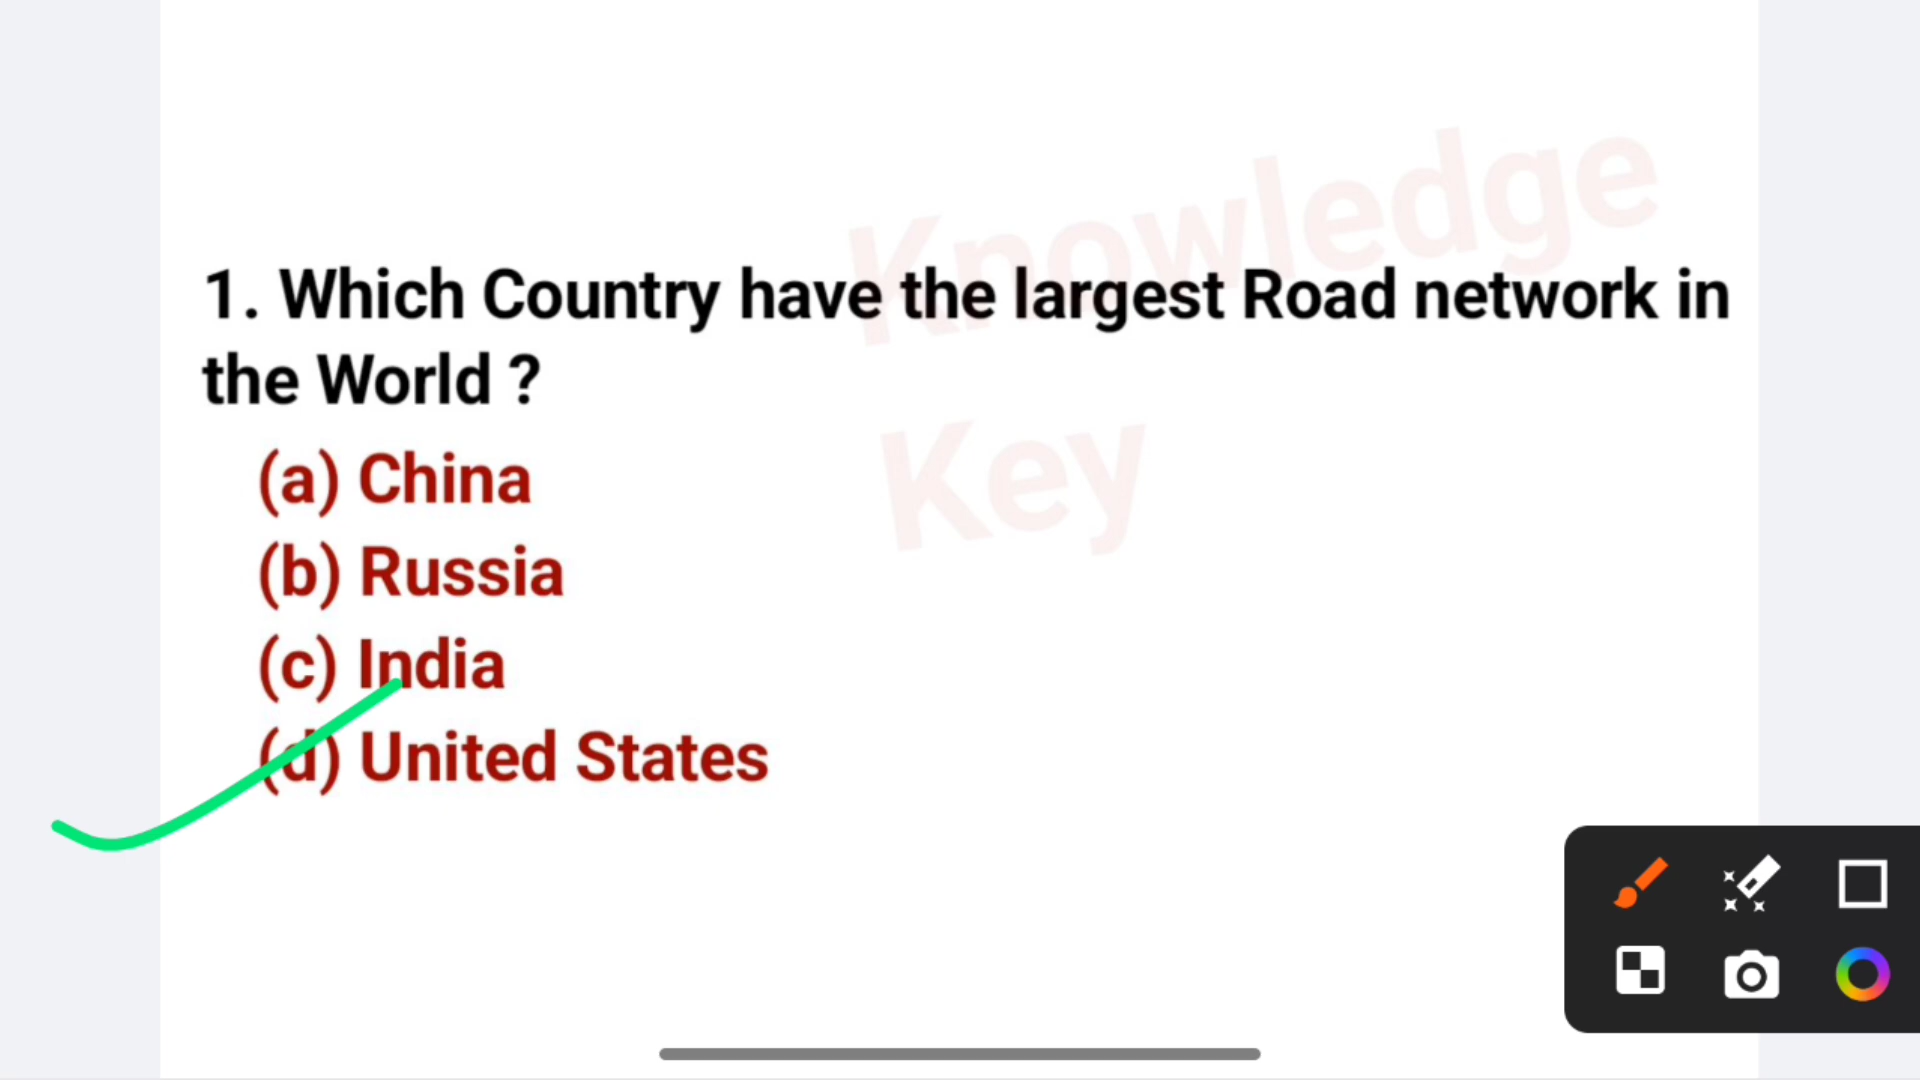 Knowledge
Key
1. Which Country have the largest Road network in
the World ?
(a) China
(b) Russia
(c) India
(d) United States